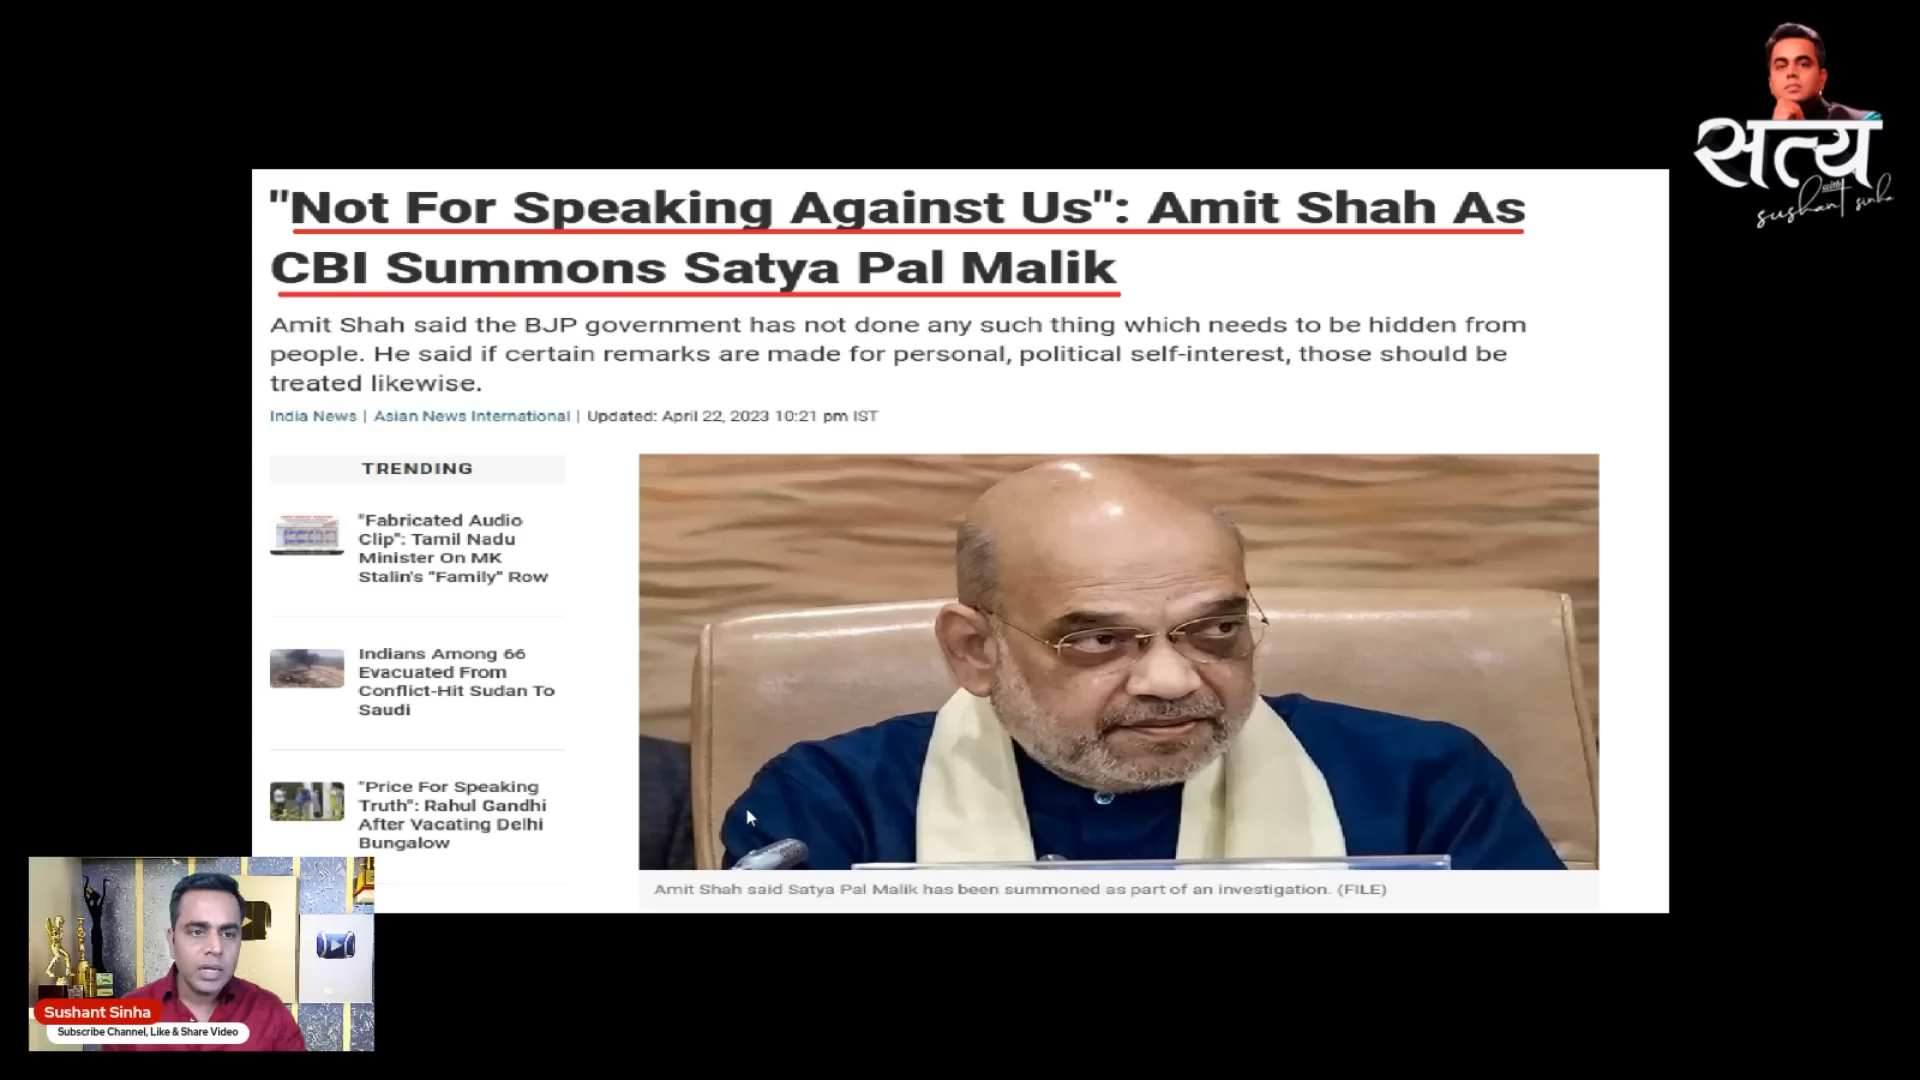 "Not For Speaking Against Us": Amit Shah As
CBI Summons Satya Pal Malik
Amit Shah said the BJP government has not done any such thing which needs to be hidden from
people. He said if certain remarks are made for personal, political self-interest, those should be
treated likewise.
India News | Asian News International | Updated: April 22, 2023 10:21 pm IST
TRENDING
"Fabricated Audio
Clip": Tamil Nadu
Minister On MK
Stalin's "Family" Row
Indians Among 66
Evacuated From
Conflict-Hit Sudan To
Saudi
"Price For Speaking
Truth": Rahul Gandhi
After Vacating Delhi
Bungalow
Amit Shah said Satya Pal Malik has been summoned as part of an investigation. (FILE)
सत्य
with
sushant sinha
Sushant Sinha
Subscribe Channel, Like & Share Video